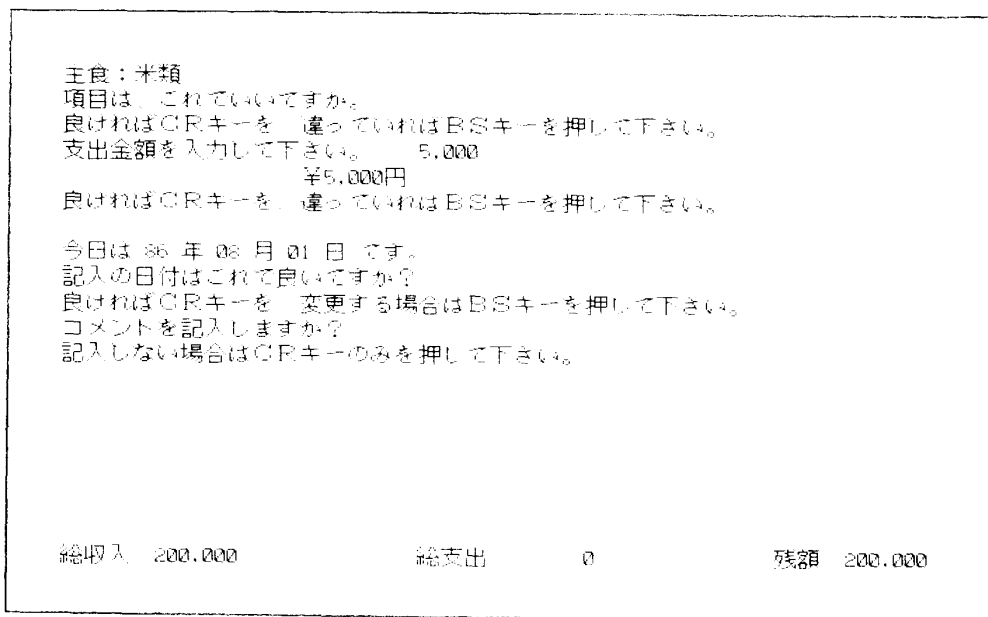 主食：米類
項目は、これでいいですか。
良ければCRキーを、違っていればBSキーを押して下さい。
支出金額を入力して下さい。 5,000
¥5,000円
良ければCRキーを、違っていればBSキーを押して下さい。
今日は 86 年 08 月 01 日 です。
記入の日付はこれで良いですか？
良ければCRキーを、変更する場合はBSキーを押して下さい。
コメントを記入しますか？
記入しない場合はCRキーのみを押して下さい。
総収入 200,000 総支出 0 残額 200,000